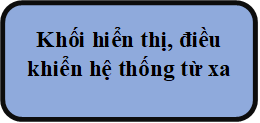 Khối hiển thị, điều
khiển hệ thống từ xa